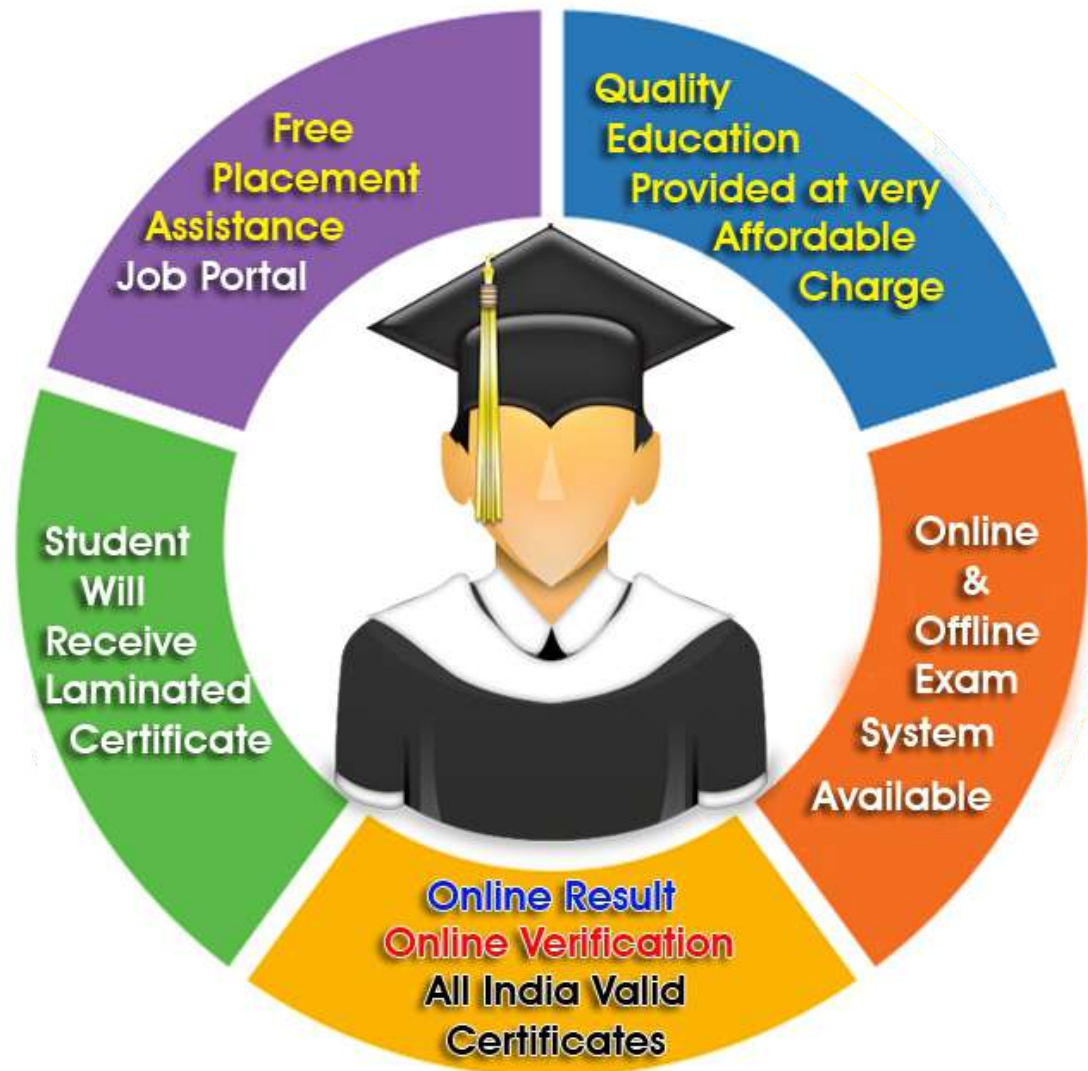 Free
Placement
Assistance
Job Portal
Quality
Education
Provided at very
Affordable
Charge
Online
&
Offline
Exam
System
Available
Online Result
Online Verification
All India Valid
Certificates
Student
Will
Receive
Laminated
Certificate